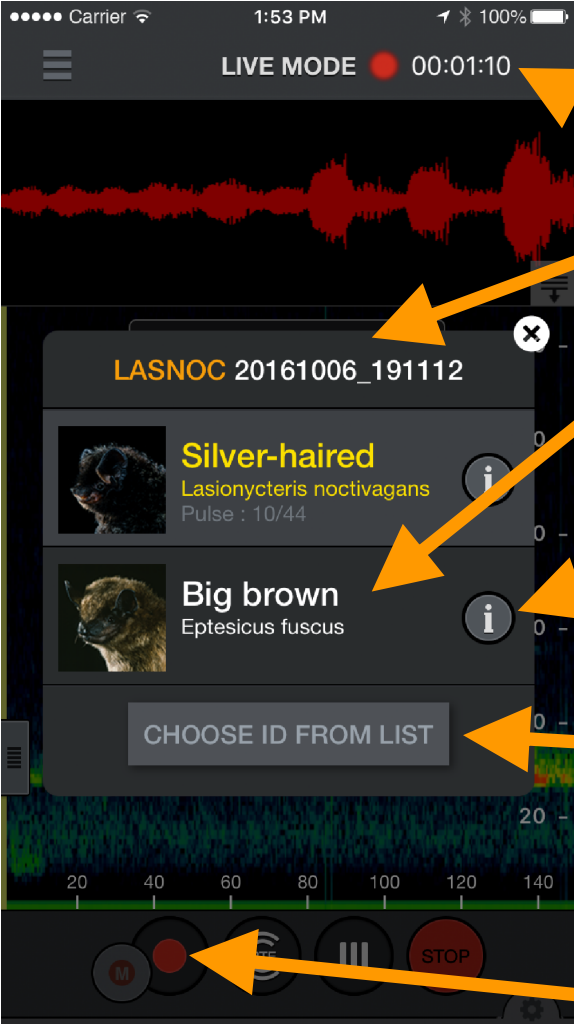 Carrier 1:53 PM 100%
LIVE MODE 00:01:10
LASNOC 20161006_191112
Silver-haired
Lasionycteris noctivagans
Pulse : 10/44
i
Big brown
Eptesicus fuscus
i
CHOOSE ID FROM LIST
20
20 40 60 80 100 120 140
M
STOP